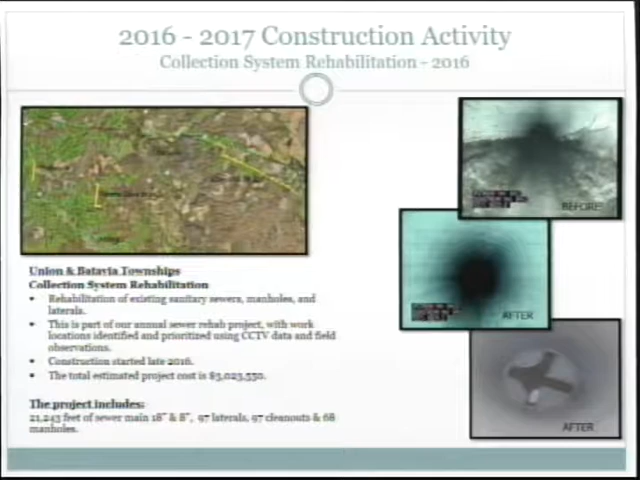 2016 - 2017 Construction Activity
Collection System Rehabilitation - 2016
BEFORE
AFTER
AFTER
Union & Batavia Townships
Collection System Rehabilitation
• Rehabilitation of existing sanitary sewers, manholes, and
laterals.
• This is part of our annual sewer rehab project, with work
locations identified and prioritized using CCTV data and field
observations.
• Construction started late 2016.
• The total estimated project cost is $3,023,550.
The project includes:
21,243 feet of sewer main 18" & 8", 97 laterals, 97 cleanouts & 68
manholes.